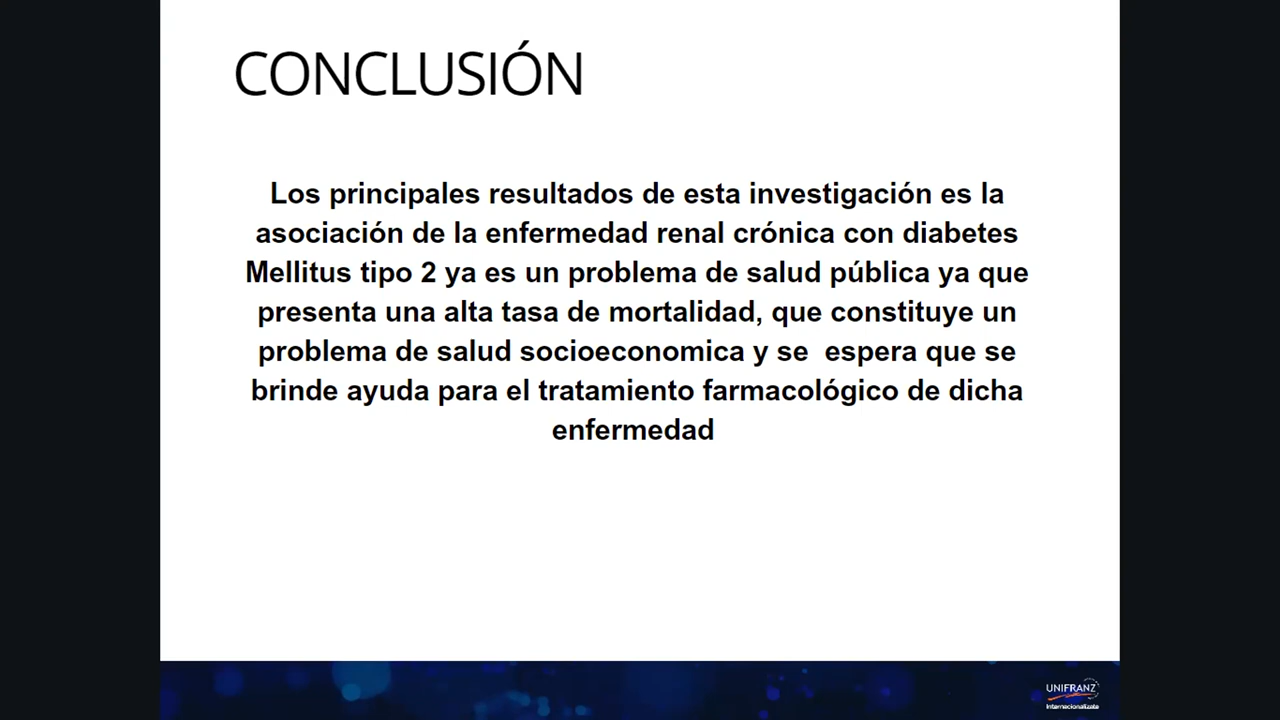 CONCLUSIÓN
Los principales resultados de esta investigación es la
asociación de la enfermedad renal crónica con diabetes
Mellitus tipo 2 ya es un problema de salud pública ya que
presenta una alta tasa de mortalidad, que constituye un
problema de salud socioeconomica y se  espera que se
brinde ayuda para el tratamiento farmacológico de dicha
enfermedad
UNIFRANZ
Internacionalízate